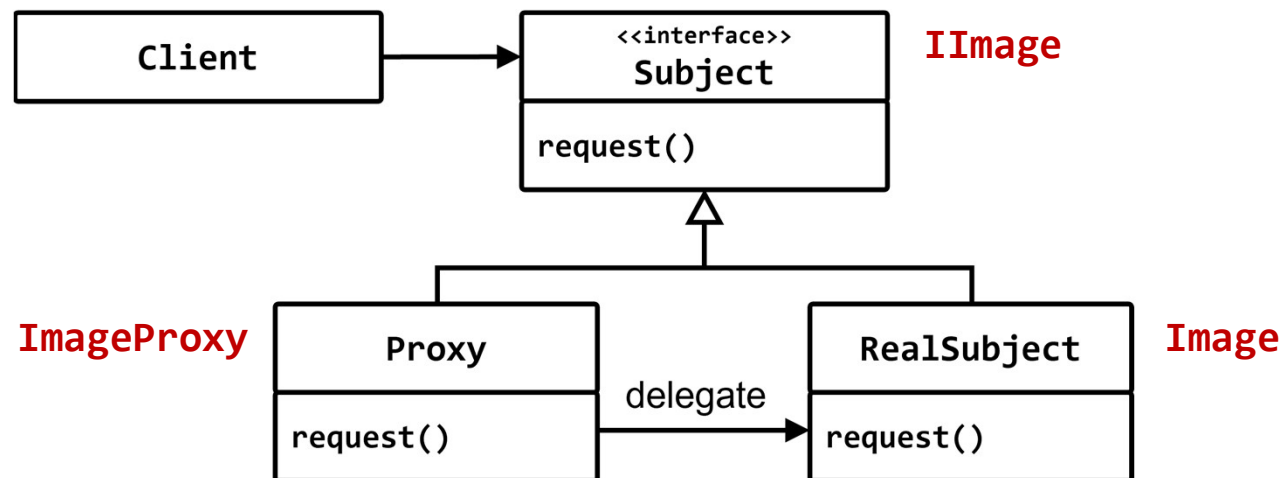 Client
<<interface>>
Subject
IImage
request()
ImageProxy
Proxy
RealSubject
Image
delegate
request()
request()